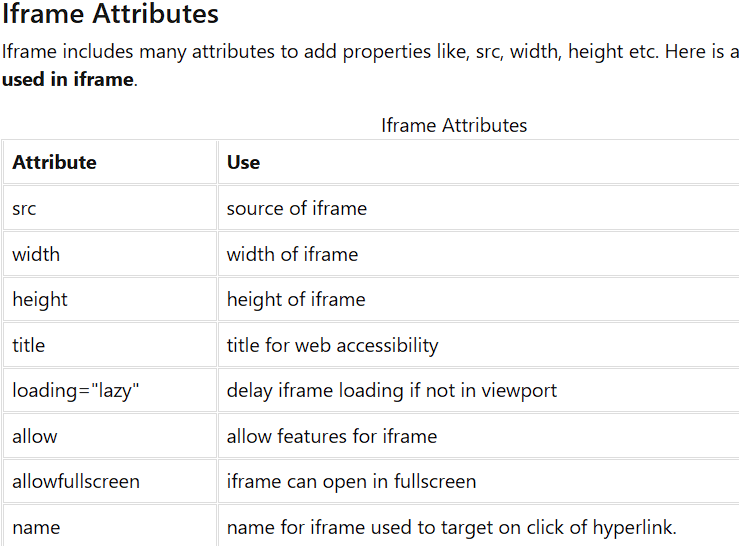 Iframe Attributes
Iframe includes many attributes to add properties like, src, width, height etc. Here is a
used in iframe.
Iframe Attributes
Attribute Use
src source of iframe
width width of iframe
height height of iframe
title title for web accessibility
loading="lazy" delay iframe loading if not in viewport
allow allow features for iframe
allowfullscreen iframe can open in fullscreen
name name for iframe used to target on click of hyperlink.